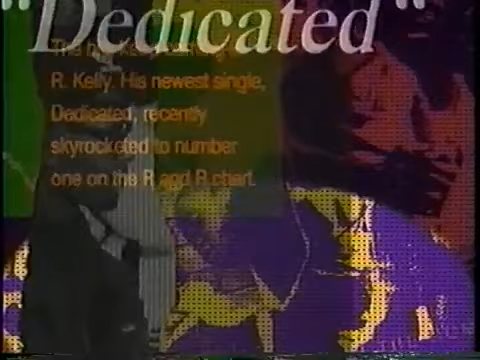 "Dedicated"
R. Kelly. His newest single,
Dedicated, recently
skyrocketed to number
one on the R and R chart.